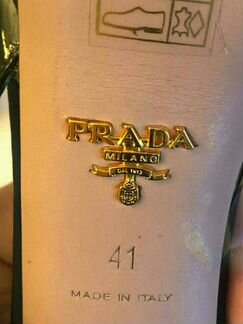 PRADA
MILANO
DAL 1913
41
MADE IN ITALY